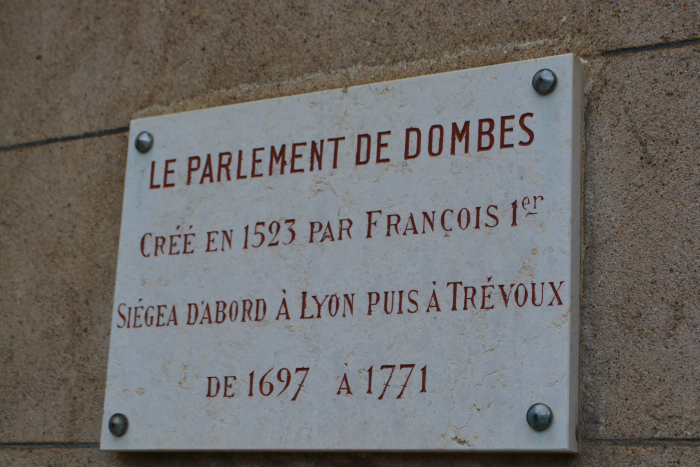 LE PARLEMENT DE DOMBES
CRÉÉ EN 1523 PAR FRANÇOIS 1er
SIÉGEA D'ABORD À LYON PUIS À TRÉVOUX
DE 1697 À 1771